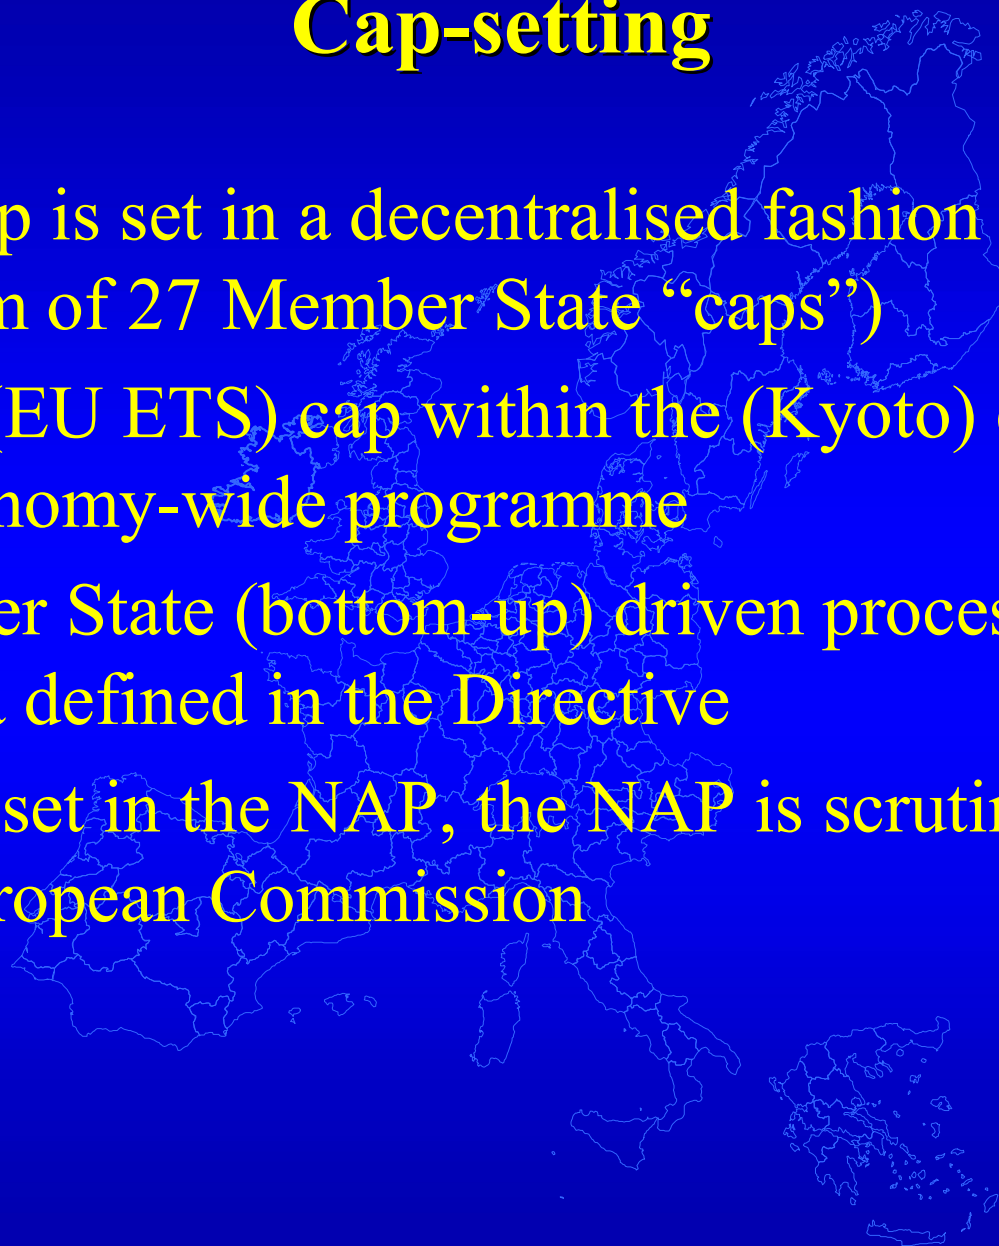 Cap-setting
p is set in a decentralised fashion
m of 27 Member State “caps”)
(EU ETS) cap within the (Kyoto)
nomy-wide programme
er State (bottom-up) driven proces
defined in the Directive
set in the NAP, the NAP is scrutin
ropean Commission